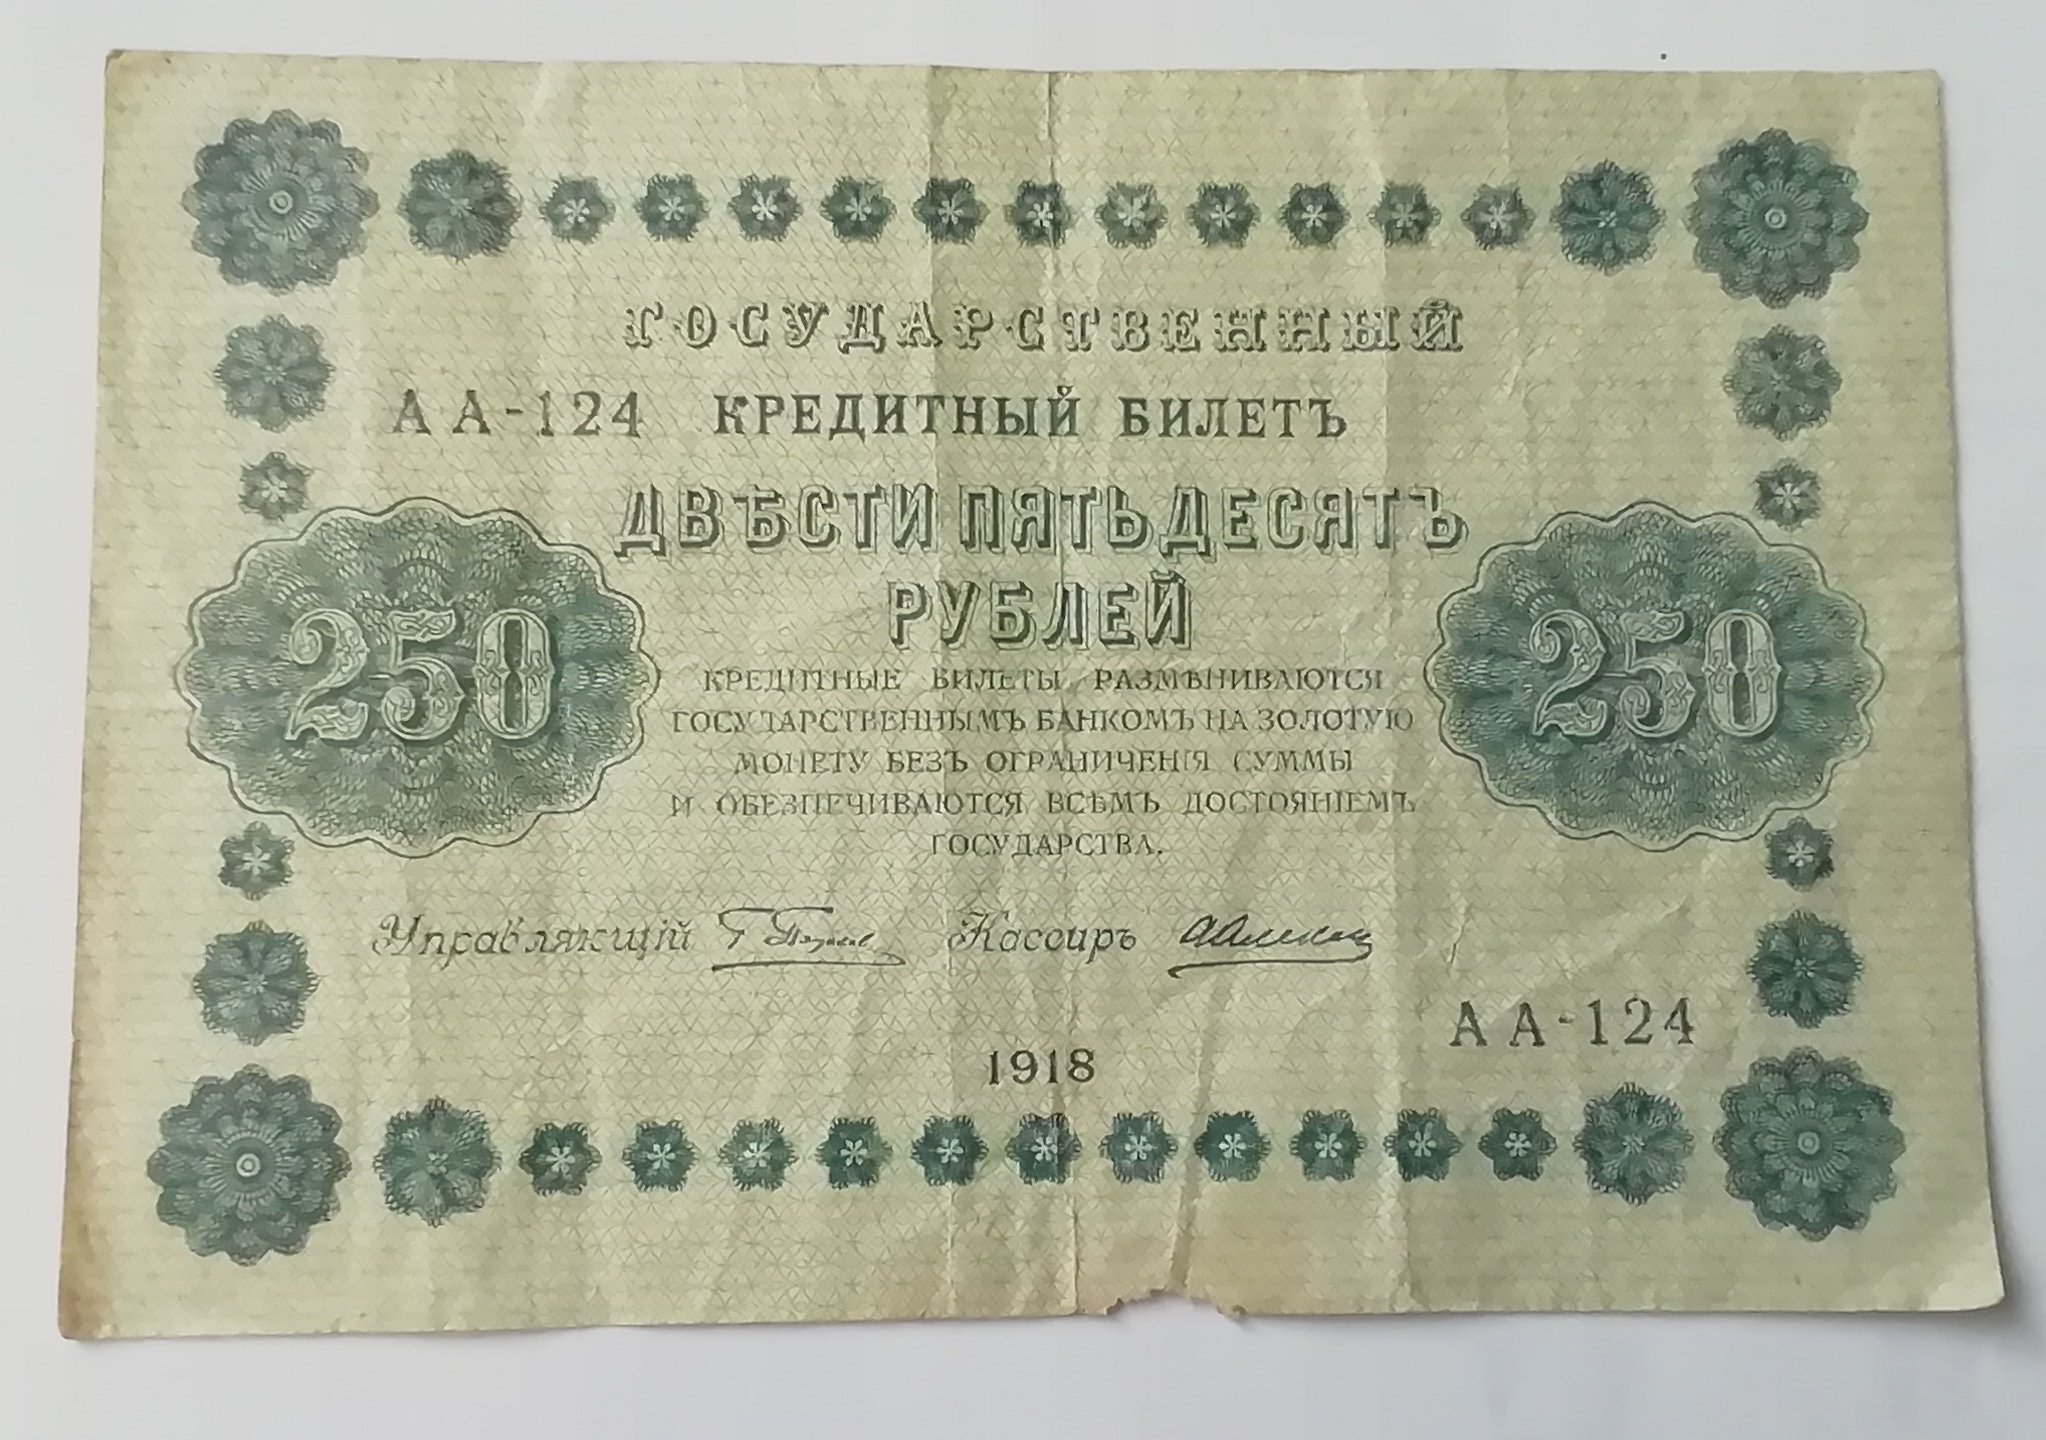 ГОСУДАРСТВЕННЫЙ
АА-124 КРЕДИТНЫЙ БИЛЕТЪ
ДВѢСТИ ПЯТЬДЕСЯТЪ
РУБЛЕЙ
250
250
КРЕДИТНЫЕ БИЛЕТЫ РАЗМѢНИВАЮТСЯ
ГОСУДАРСТВЕННЫМЪ БАНКОМЪ НА ЗОЛОТУЮ
МОНЕТУ БЕЗЪ ОГРАНИЧЕНІЯ СУММЫ
И ОБЕЗПЕЧИВАЮТСЯ ВСѢМЪ ДОСТОЯНІЕМЪ
ГОСУДАРСТВА.
Управляющій Кассиръ
АА-124
1918